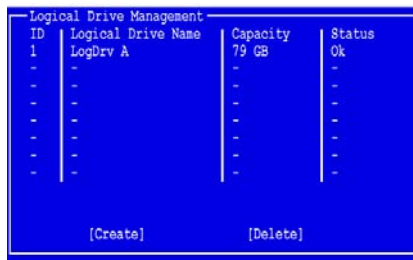 Logical Drive Management
ID Logical Drive Name Capacity Status
1 LogDrv A 79 GB Ok
- - - -
- - - -
- - - -
- - - -
- - - -
- - - -
- - - -
[Create] [Delete]